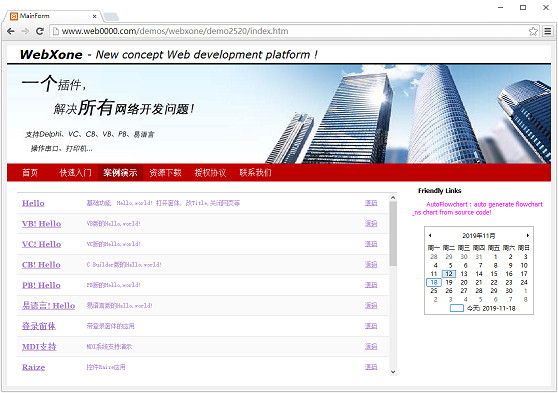 MainForm
www.web0000.com/demos/webxone/demo2520/index.htm
WebXone - New concept Web development platform !
一个插件，
解决所有网络开发问题！
支持Delphi、VC、CB、VB、PB、易语言
操作串口、打印机...
首页 快速入门 案例演示 资源下载 授权协议 联系我们
Hello 基础功能：Hello,world! 打开窗体、改Title,关闭网页等 源码
VB! Hello VB版的Hello,world! 源码
VC! Hello VC版的Hello,world! 源码
CB! Hello C Builder版的Hello,world! 源码
PB! Hello PB版的Hello,world! 源码
易语言! Hello 易语言版的Hello,world! 源码
登录窗体 带登录窗体的应用 源码
MDI支持 MDI系统支持演示 源码
Raize 控件Raize应用 源码
Friendly Links
AutoFlowchart : auto generate flowchart
_ns chart from source code!
2019年11月
周一 周二 周三 周四 周五 周六 周日
28 29 30 31 1 2 3
4 5 6 7 8 9 10
11 12 13 14 15 16 17
18 19 20 21 22 23 24
25 26 27 28 29 30 1
2 3 4 5 6 7 8
今天: 2019-11-18